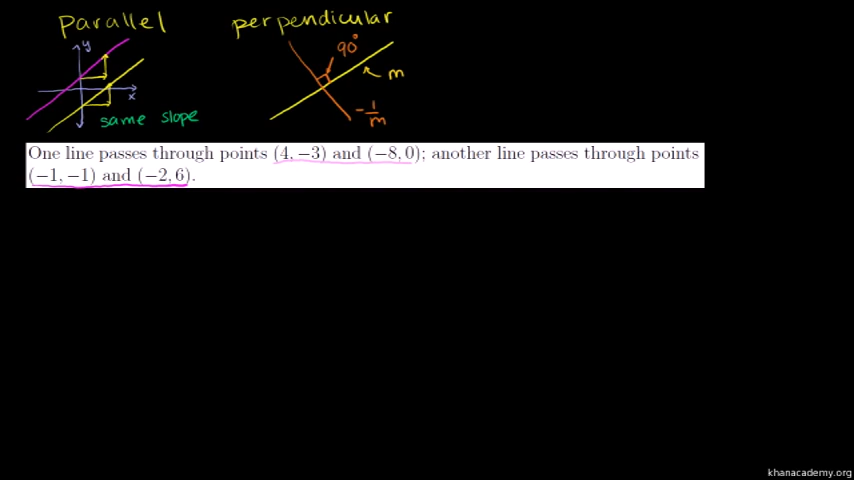 Parallel
perpendicular
y
x
same slope
90°
m
-1/m
One line passes through points (4, −3) and (−8, 0); another line passes through points
(−1, −1) and (−2, 6).
khanacademy.org